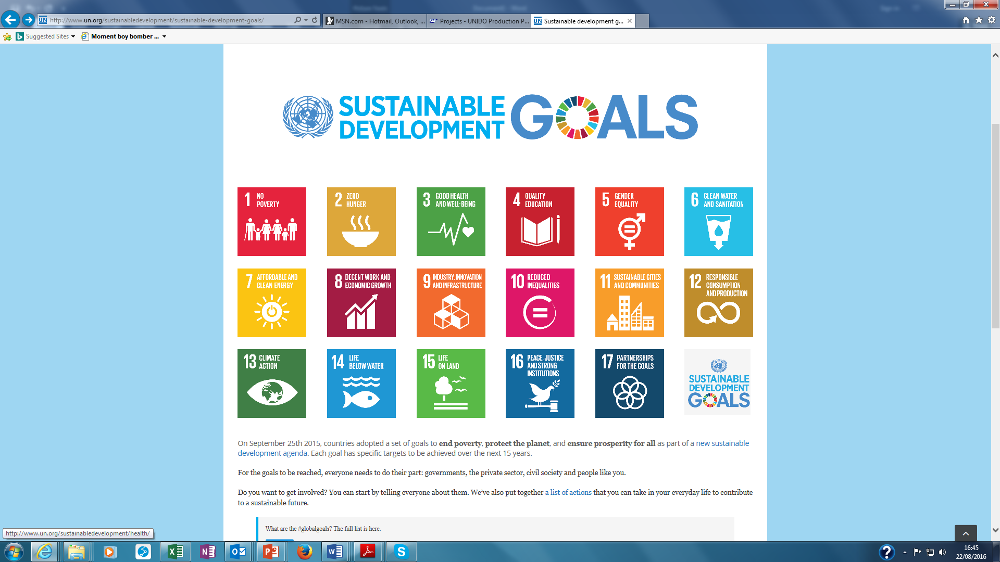 UN http://www.un.org/sustainabledevelopment/sustainable-development-goals/
MSN.com - Hotmail, Outlook, ...
SAP Projects - UNIDO Production P...
UN Sustainable development g...
Suggested Sites
Moment boy bomber ...
SUSTAINABLE
DEVELOPMENT
GOALS
1 NO
POVERTY
2 ZERO
HUNGER
3 GOOD HEALTH
AND WELL-BEING
4 QUALITY
EDUCATION
5 GENDER
EQUALITY
6 CLEAN WATER
AND SANITATION
7 AFFORDABLE AND
CLEAN ENERGY
8 DECENT WORK AND
ECONOMIC GROWTH
9 INDUSTRY, INNOVATION
AND INFRASTRUCTURE
10 REDUCED
INEQUALITIES
11 SUSTAINABLE CITIES
AND COMMUNITIES
12 RESPONSIBLE
CONSUMPTION
AND PRODUCTION
13 CLIMATE
ACTION
14 LIFE
BELOW WATER
15 LIFE
ON LAND
16 PEACE, JUSTICE
AND STRONG
INSTITUTIONS
17 PARTNERSHIPS
FOR THE GOALS
SUSTAINABLE
DEVELOPMENT
GOALS
On September 25th 2015, countries adopted a set of goals to end poverty, protect the planet, and ensure prosperity for all as part of a new sustainable
development agenda. Each goal has specific targets to be achieved over the next 15 years.
For the goals to be reached, everyone needs to do their part: governments, the private sector, civil society and people like you.
Do you want to get involved? You can start by telling everyone about them. We've also put together a list of actions that you can take in your everyday life to contribute
to a sustainable future.
What are the #globalgoals? The full list is here.
http://www.un.org/sustainabledevelopment/health/
16:45
22/08/2016